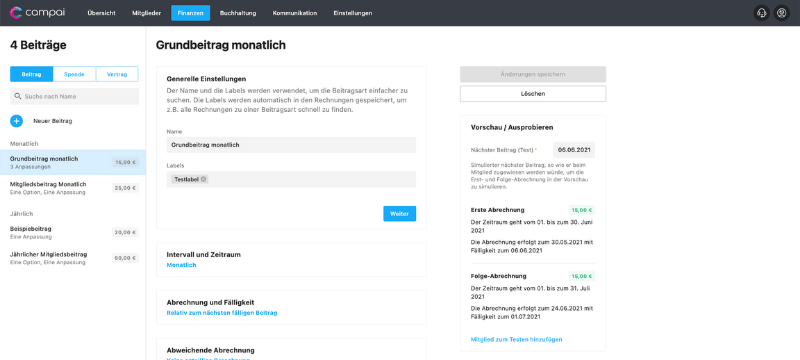 campai
Übersicht
Mitglieder
Finanzen
Buchhaltung
Kommunikation
Einstellungen
4 Beiträge
Beitrag
Spende
Vertrag
Suche nach Name
Neuer Beitrag
Monatlich
Grundbeitrag monatlich
15,00 €
3 Anpassungen
Mitgliedsbeitrag Monatlich
25,00 €
Eine Option, Eine Anpassung
Jährlich
Beispielbeitrag
20,00 €
Eine Anpassung
Jährlicher Mitgliedsbeitrag
Eine Option, Eine Anpassung
Grundbeitrag monatlich
Generelle Einstellungen
Der Name und die Labels werden verwendet, um die Beitragsart einfacher zu
suchen. Die Labels werden automatisch in den Rechnungen gespeichert, um
z.B. alle Rechnungen zu einer Beitragsart schnell zu finden.
Name
Grundbeitrag monatlich
Labels
Testlabel
Weiter
Intervall und Zeitraum
Monatlich
Abrechnung und Fälligkeit
Relativ zum nächsten fälligen Beitrag
Abweichende Abrechnung
Änderungen speichern
Löschen
Vorschau / Ausprobieren
Nächster Beitrag (Test) *
06.06.2021
Simulierter nächster Beitrag, so wie er beim
Mitglied zugewiesen werden würde, um die
Erst- und Folge-Abrechnung in der Vorschau
zu simulieren.
Erste Abrechnung
15,00 €
Der Zeitraum geht vom 01. bis zum 30. Juni
2021
Die Abrechnung erfolgt zum 30.05.2021 mit
Fälligkeit zum 06.06.2021
Folge-Abrechnung
15,00 €
Der Zeitraum geht vom 01. bis zum 31. Juli
2021
Die Abrechnung erfolgt zum 24.06.2021 mit
Fälligkeit zum 01.07.2021
Mitglied zum Testen hinzufügen